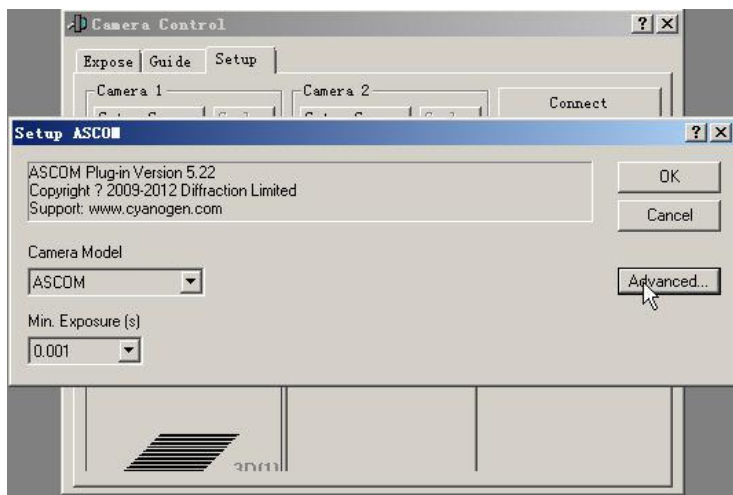 Camera Control
Expose Guide Setup
Camera 1 Camera 2
Connect
Setup ASCOM
ASCOM Plug-in Version 5.22
Copyright ? 2009-2012 Diffraction Limited
Support: www.cyanogen.com
OK
Cancel
Camera Model
ASCOM
Advanced...
Min. Exposure (s)
0.001